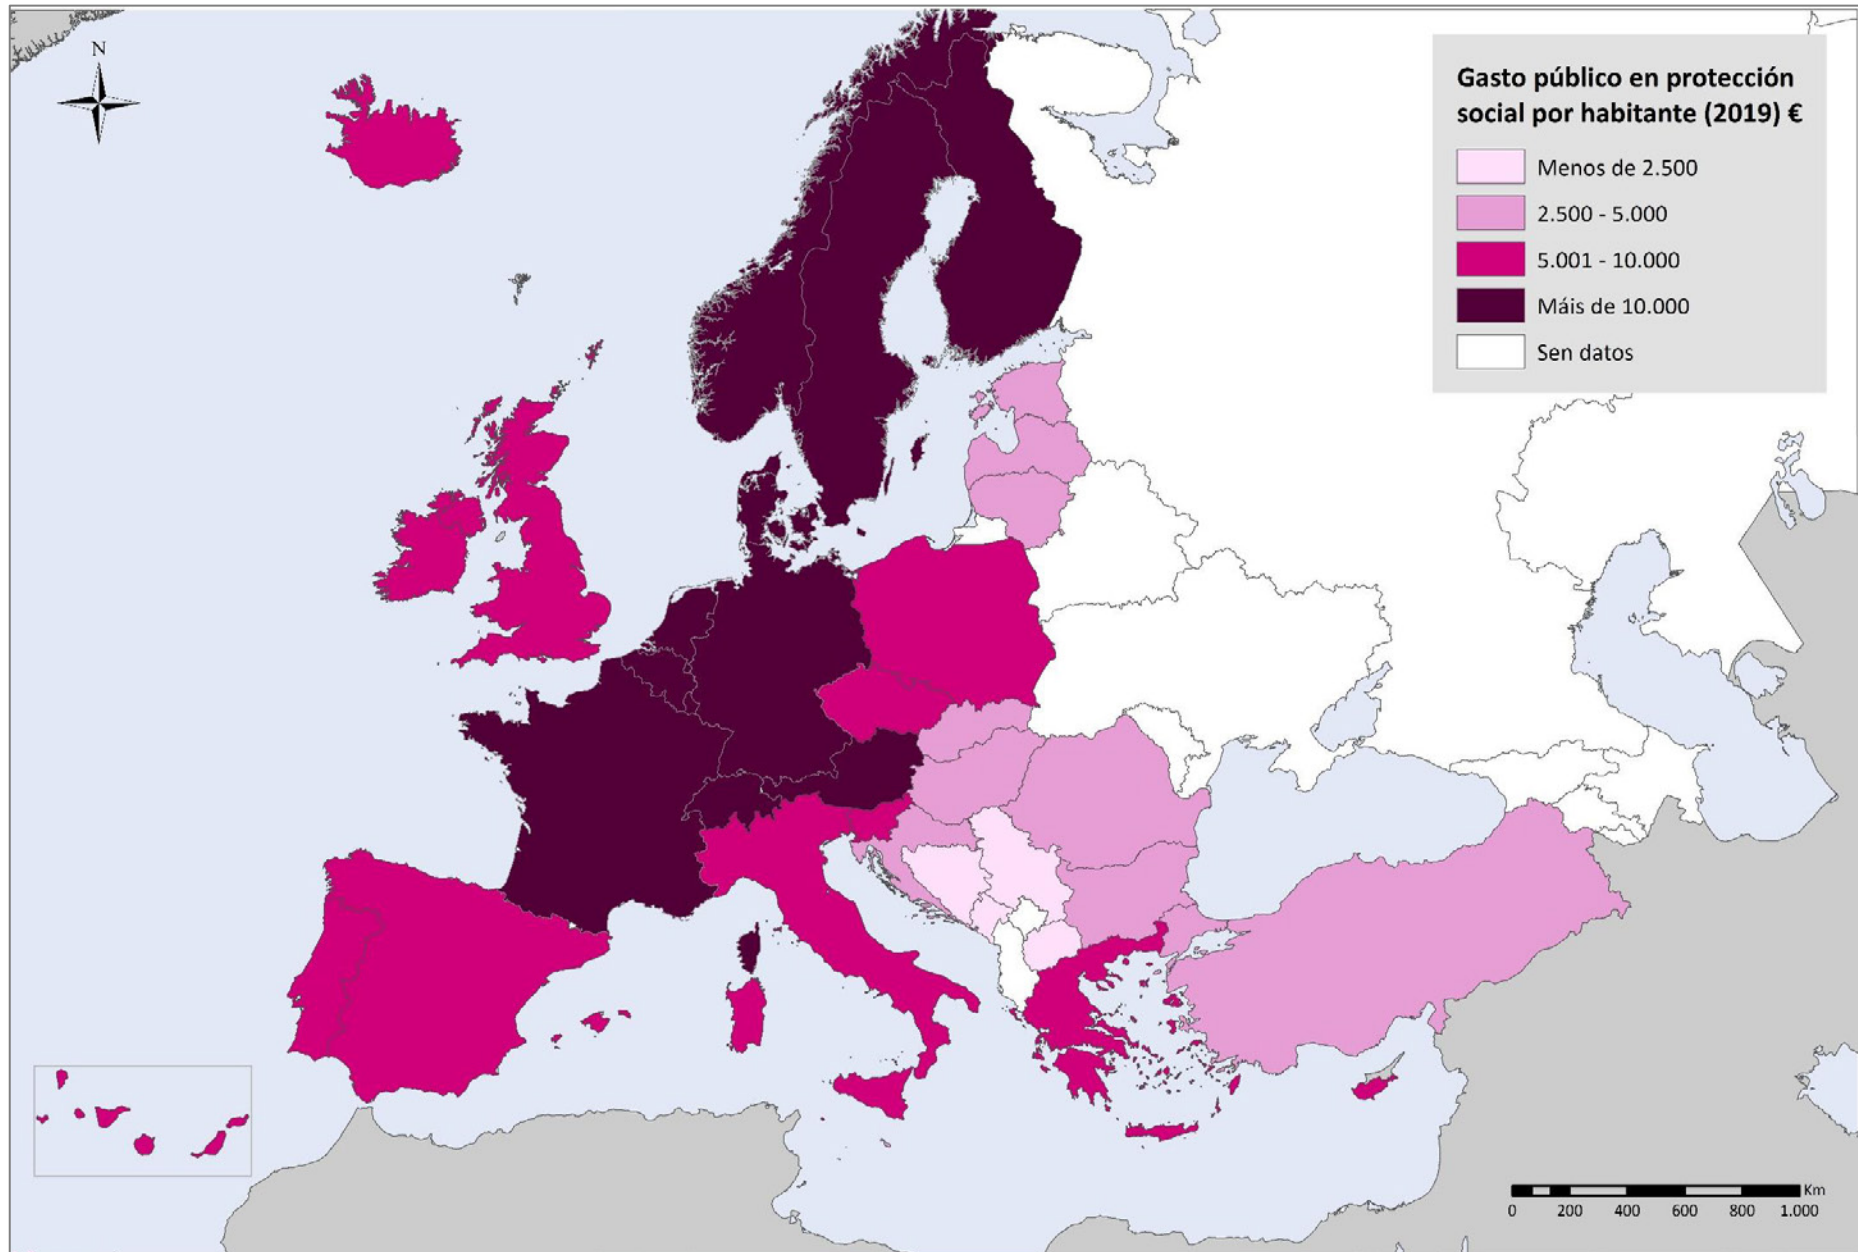 N
Gasto público en protección
social por habitante (2019) €
Menos de 2.500
2.500 - 5.000
5.001 - 10.000
Máis de 10.000
Sen datos
Km
0 200 400 600 800 1.000